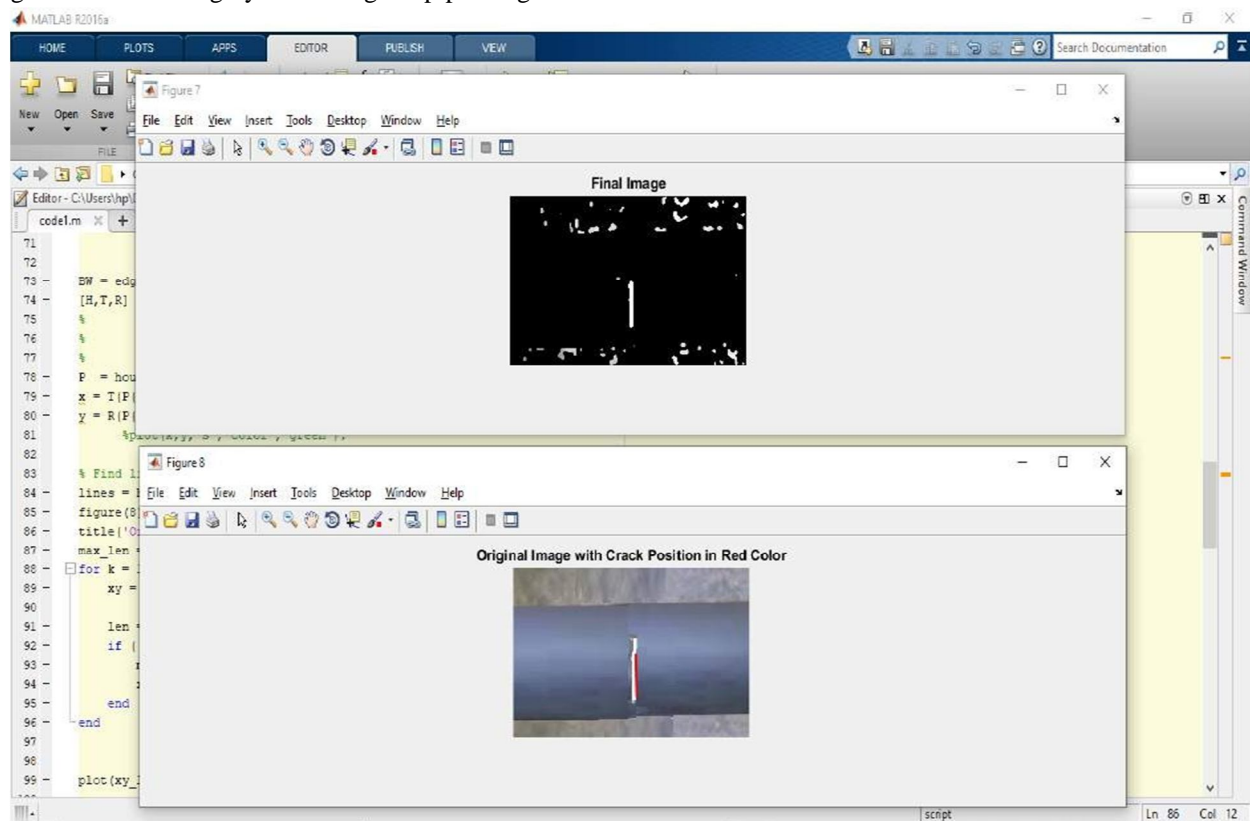 MATLAB R2016a
HOME PLOTS APPS EDITOR PUBLISH VIEW Search Documentation
New Open Save
FILE
Figure 7
File Edit View Insert Tools Desktop Window Help
Final Image
Editor - C:\Users\hp\
code1.m
Command Window
71
72
73 - BW = edg
74 - [H,T,R]
75 %
76 %
77 %
78 - P = hou
79 - x = T(P(
80 - y = R(P(
81
82
83 % Find l
84 - lines =
85 - figure(8
86 - title('O
87 - max_len
88 - for k =
89 - xy =
90
91 - len
92 - if (
93 -
94 -
95 - end
96 - end
97
98
99 - plot(xy_
Figure 8
File Edit View Insert Tools Desktop Window Help
Original Image with Crack Position in Red Color
script Ln 86 Col 12